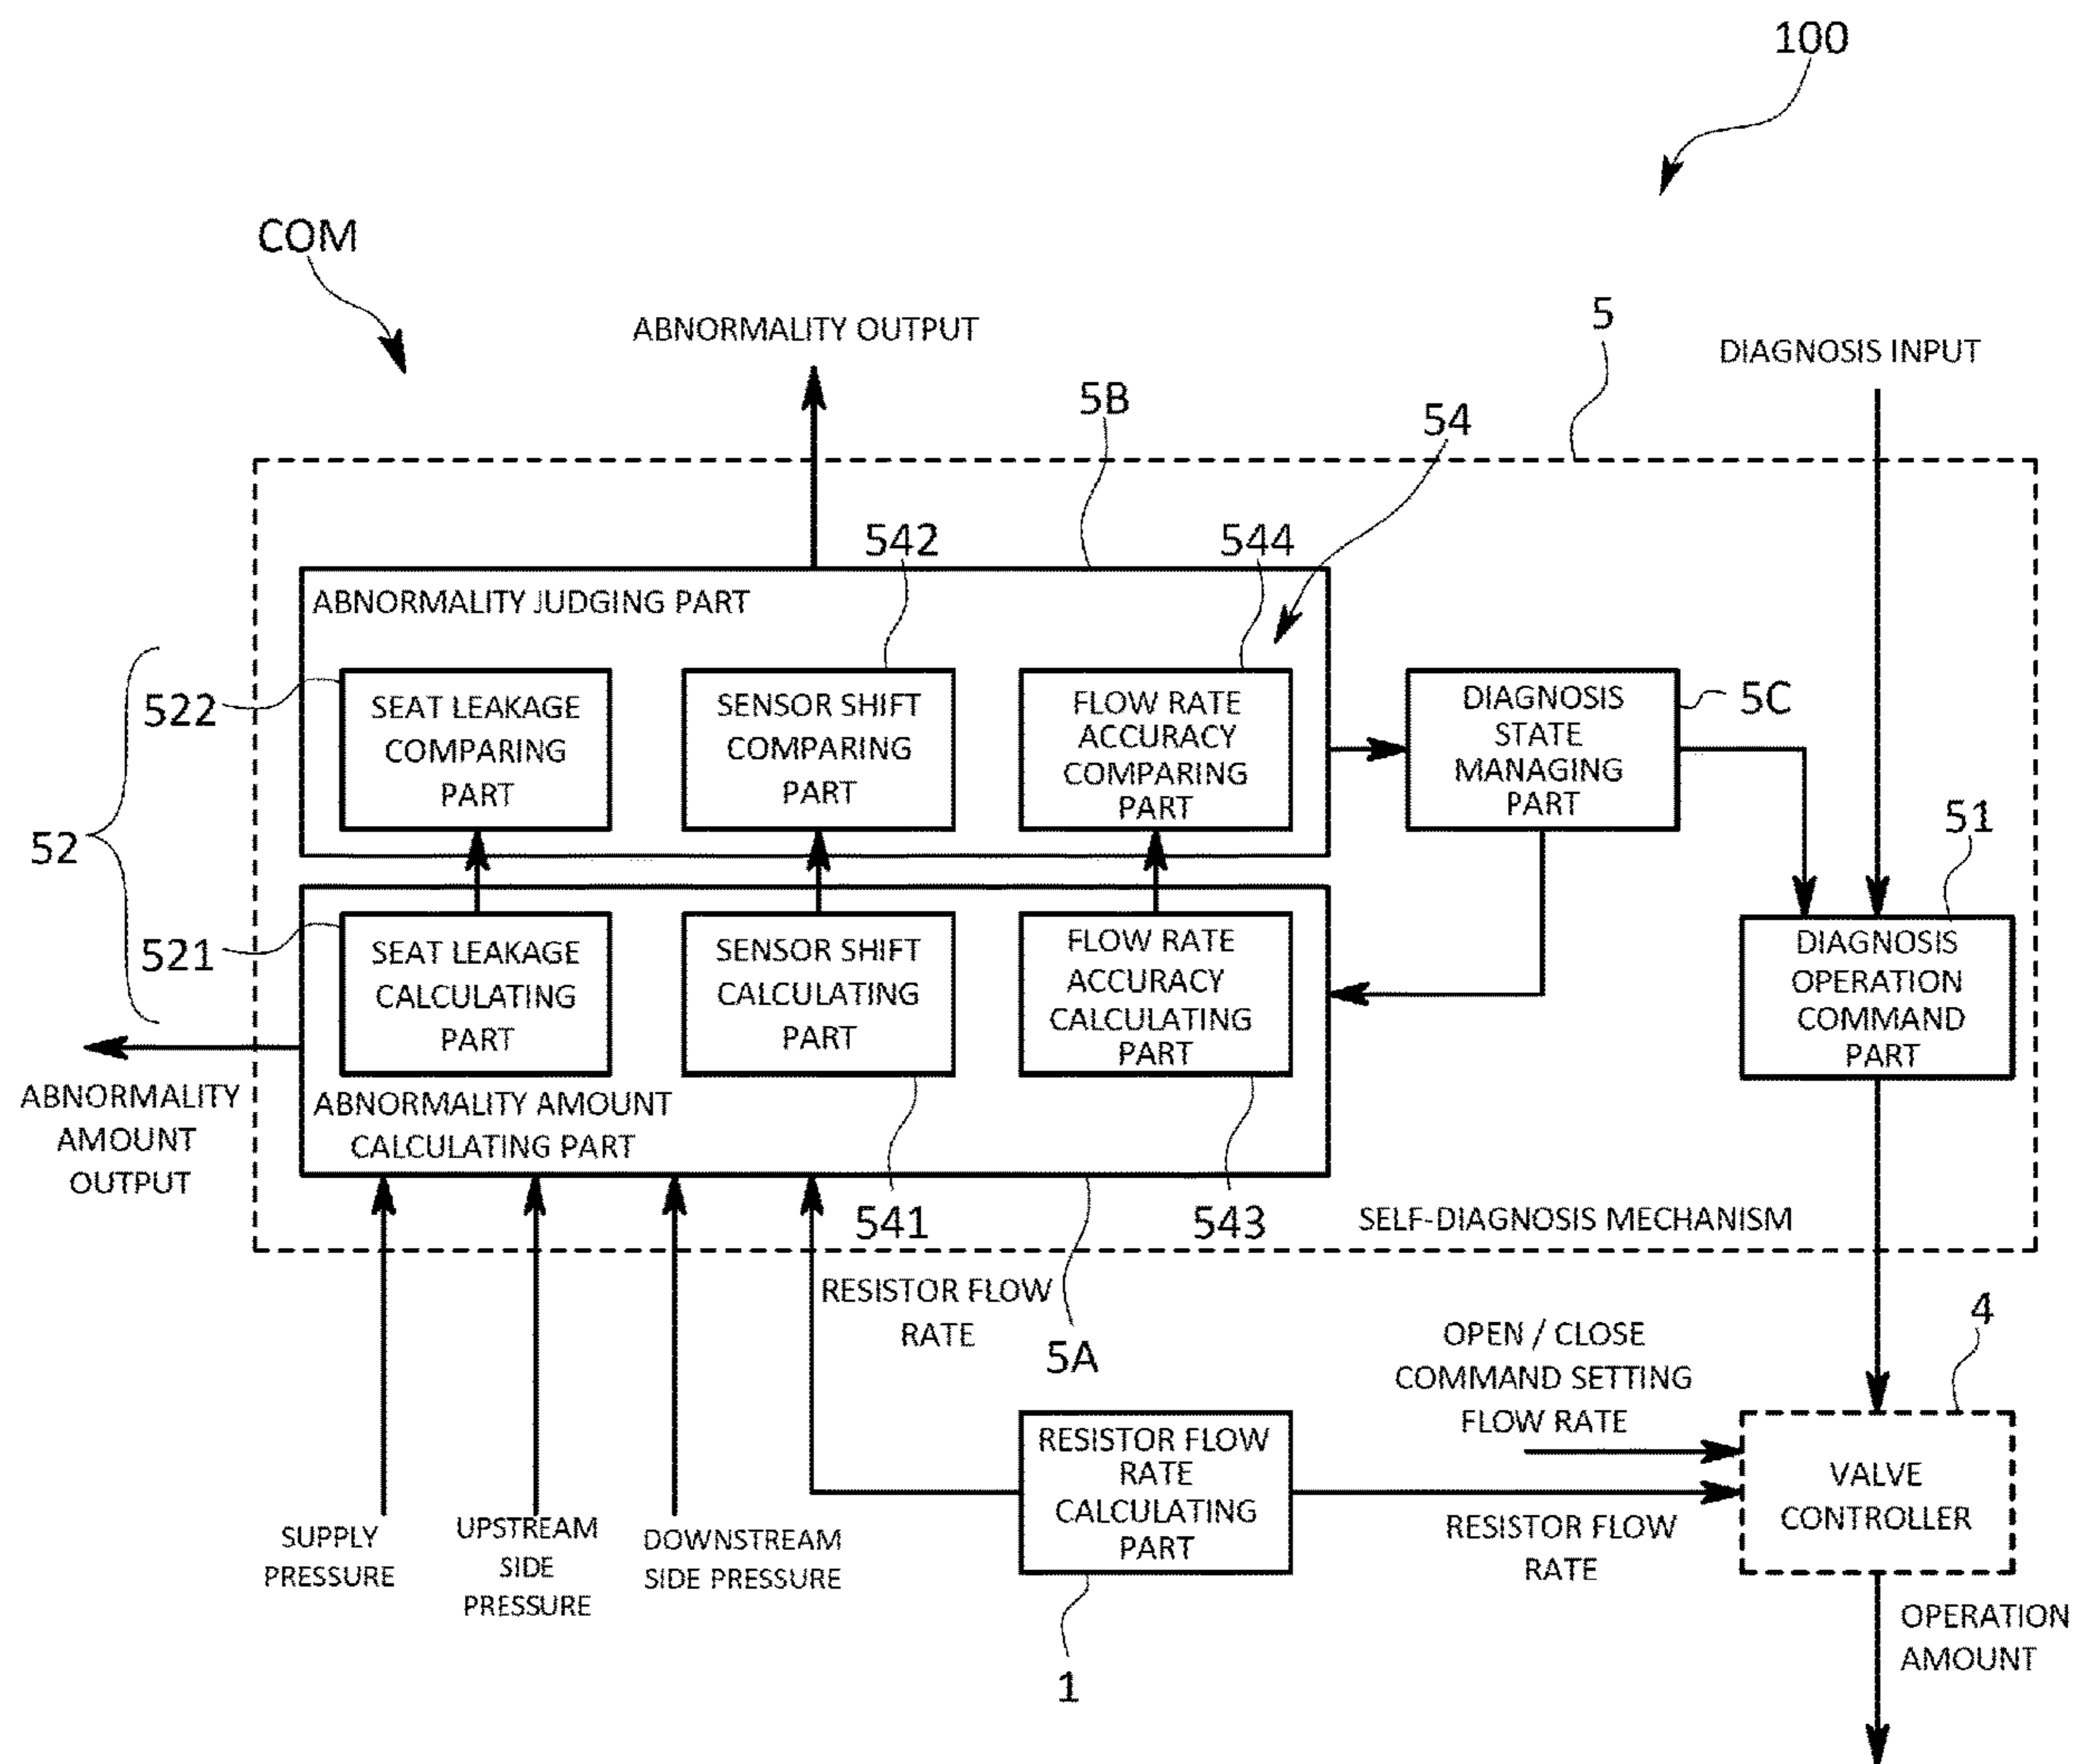 100
COM
ABNORMALITY OUTPUT
5
DIAGNOSIS INPUT
5B
54
542
544
ABNORMALITY JUDGING PART
522
SEAT LEAKAGE
COMPARING
PART
SENSOR SHIFT
COMPARING
PART
FLOW RATE
ACCURACY
COMPARING
PART
DIAGNOSIS
STATE
MANAGING
PART
5C
52
51
521
SEAT LEAKAGE
CALCULATING
PART
SENSOR SHIFT
CALCULATING
PART
FLOW RATE
ACCURACY
CALCULATING
PART
DIAGNOSIS
OPERATION
COMMAND
PART
ABNORMALITY
AMOUNT
OUTPUT
ABNORMALITY AMOUNT
CALCULATING PART
541
543
SELF-DIAGNOSIS MECHANISM
RESISTOR FLOW
RATE
5A
OPEN / CLOSE
COMMAND SETTING
FLOW RATE
4
RESISTOR FLOW
RATE
CALCULATING
PART
VALVE
CONTROLLER
SUPPLY
PRESSURE
UPSTREAM
SIDE
PRESSURE
DOWNSTREAM
SIDE PRESSURE
RESISTOR FLOW
RATE
1
OPERATION
AMOUNT